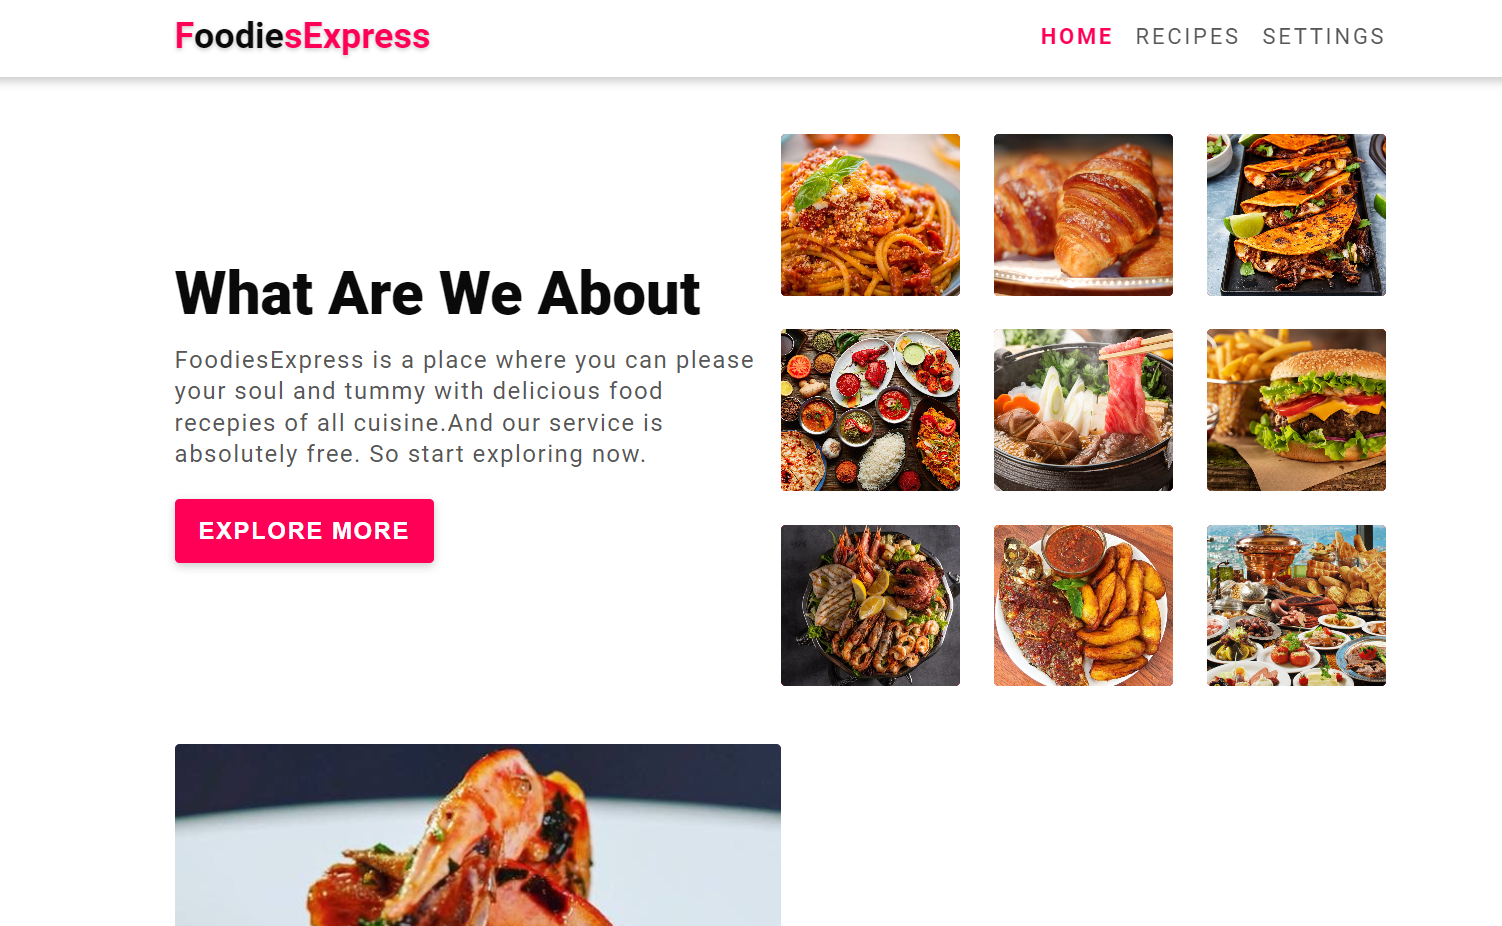 FoodiesExpress
HOME RECIPES SETTINGS
What Are We About
FoodiesExpress is a place where you can please
your soul and tummy with delicious food
recepies of all cuisine.And our service is
absolutely free. So start exploring now.
EXPLORE MORE